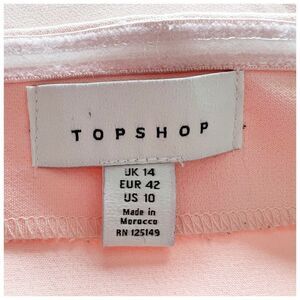 TOPSHOP
UK 14
EUR 42
US 10
Made in
Morocco
RN 125149